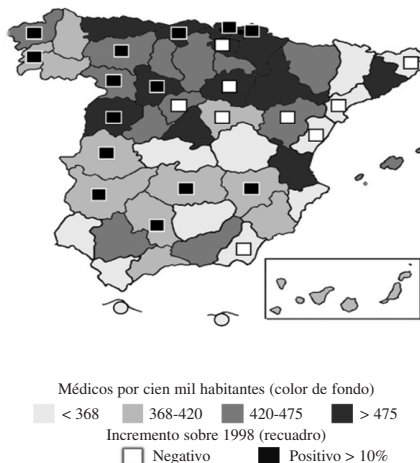 Médicos por cien mil habitantes (color de fondo)
< 368 368-420 420-475 > 475
Incremento sobre 1998 (recuadro)
Negativo Positivo > 10%